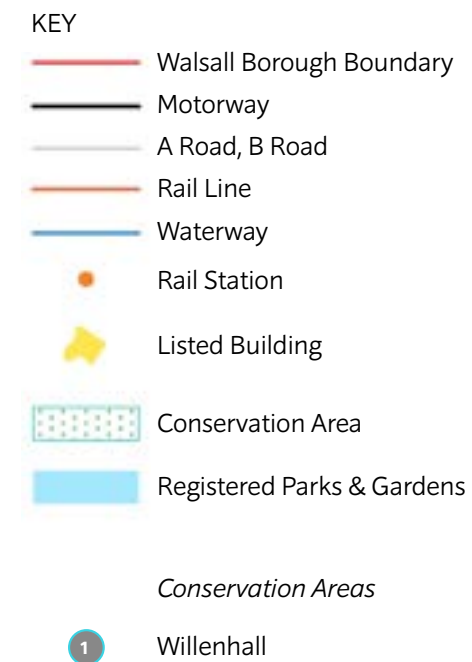 KEY
Walsall Borough Boundary
Motorway
A Road, B Road
Rail Line
Waterway
Rail Station
Listed Building
Conservation Area
Registered Parks & Gardens
Conservation Areas
1 Willenhall